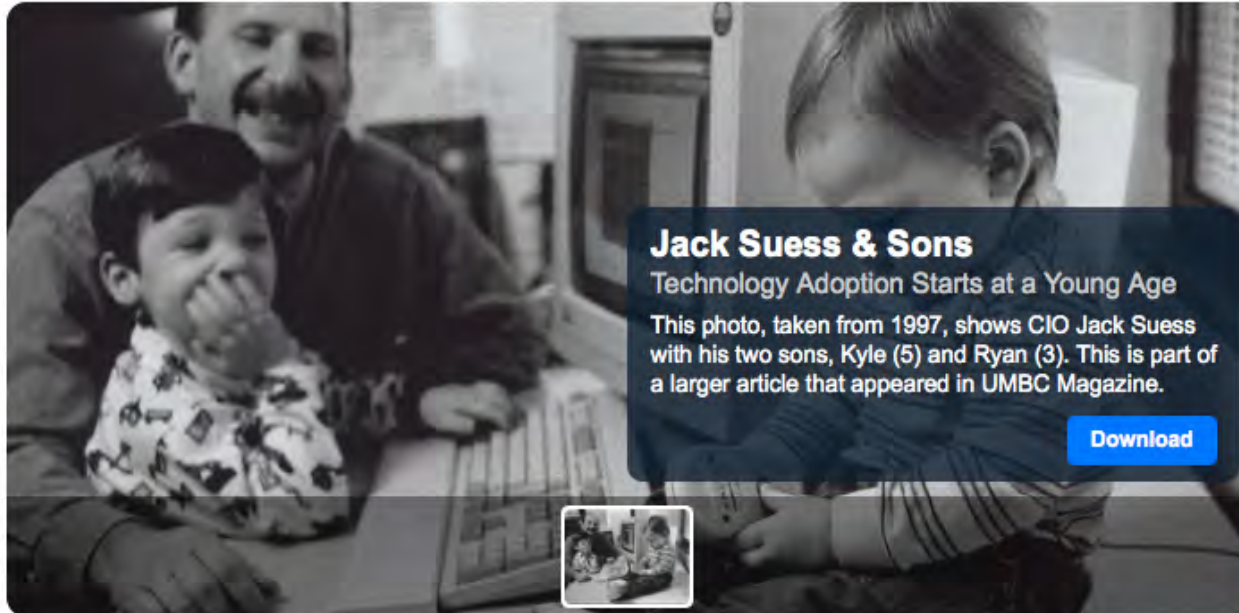 Jack Suess & Sons
Technology Adoption Starts at a Young Age
This photo, taken from 1997, shows CIO Jack Suess
with his two sons, Kyle (5) and Ryan (3). This is part of
a larger article that appeared in UMBC Magazine.
Download